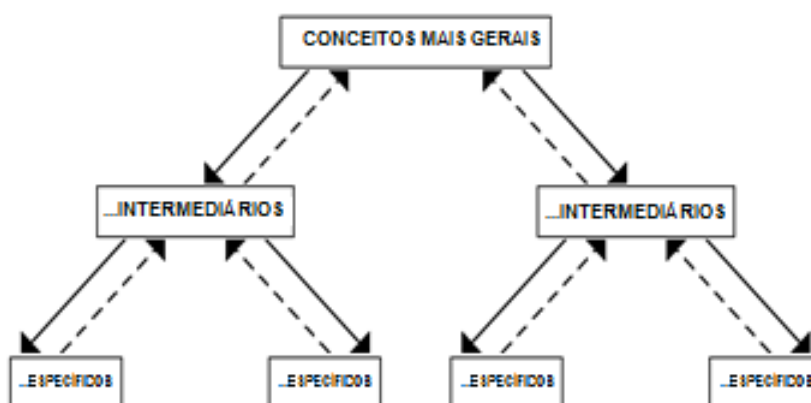 CONCEITOS MAIS GERAIS
...INTERMEDIÁRIOS
...INTERMEDIÁRIOS
...ESPECÍFICOS
...ESPECÍFICOS
...ESPECÍFICOS
...ESPECÍFICOS